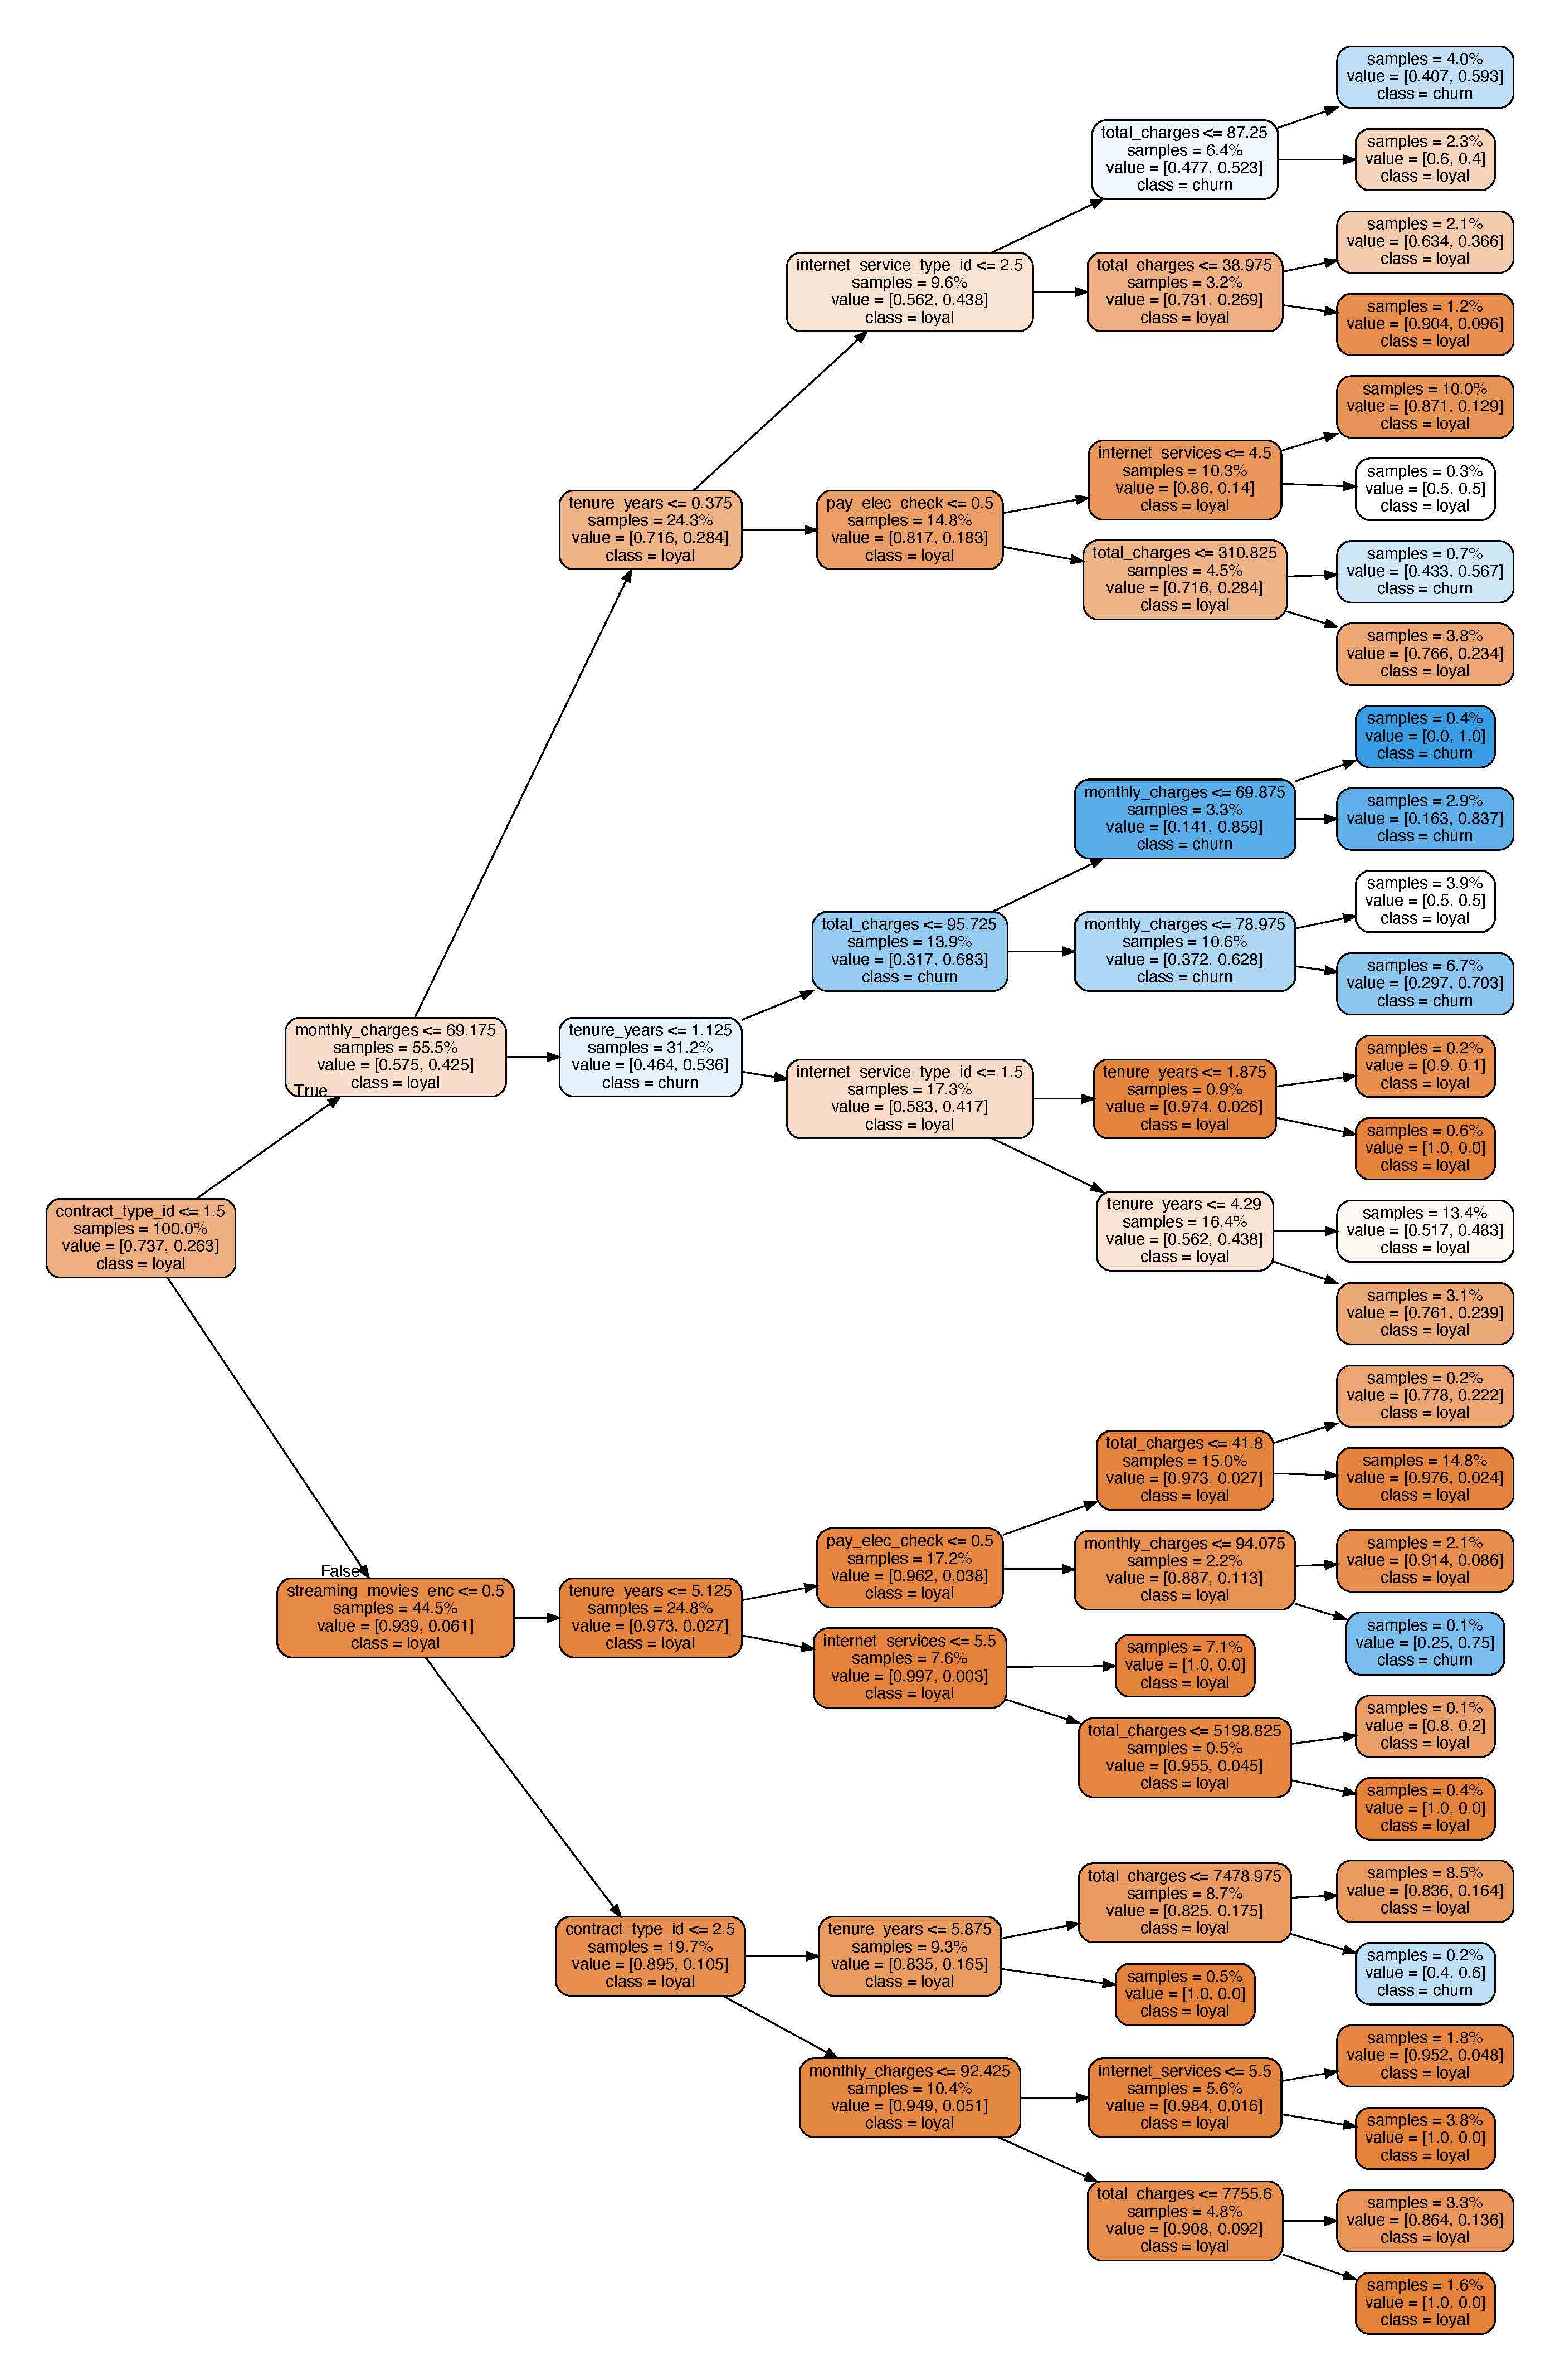 samples = 4.0%
value = [0.407, 0.593]
class = churn
total_charges <= 87.25
samples = 6.4%
value = [0.477, 0.523]
class = churn
samples = 2.3%
value = [0.6, 0.4]
class = loyal
samples = 2.1%
value = [0.634, 0.366]
class = loyal
internet_service_type_id <= 2.5
samples = 9.6%
value = [0.562, 0.438]
class = loyal
total_charges <= 38.975
samples = 3.2%
value = [0.731, 0.269]
class = loyal
samples = 1.2%
value = [0.904, 0.096]
class = loyal
samples = 10.0%
value = [0.871, 0.129]
class = loyal
internet_services <= 4.5
samples = 10.3%
value = [0.86, 0.14]
class = loyal
samples = 0.3%
value = [0.5, 0.5]
class = loyal
tenure_years <= 0.375
samples = 24.3%
value = [0.716, 0.284]
class = loyal
pay_elec_check <= 0.5
samples = 14.8%
value = [0.817, 0.183]
class = loyal
total_charges <= 310.825
samples = 4.5%
value = [0.716, 0.284]
class = loyal
samples = 0.7%
value = [0.433, 0.567]
class = churn
samples = 3.8%
value = [0.766, 0.234]
class = loyal
samples = 0.4%
value = [0.0, 1.0]
class = churn
monthly_charges <= 69.875
samples = 3.3%
value = [0.141, 0.859]
class = churn
samples = 2.9%
value = [0.163, 0.837]
class = churn
samples = 3.9%
value = [0.5, 0.5]
class = loyal
total_charges <= 95.725
samples = 13.9%
value = [0.317, 0.683]
class = churn
monthly_charges <= 78.975
samples = 10.6%
value = [0.372, 0.628]
class = churn
samples = 6.7%
value = [0.297, 0.703]
class = churn
monthly_charges <= 69.175
samples = 55.5%
value = [0.575, 0.425]
class = loyal
True
tenure_years <= 1.125
samples = 31.2%
value = [0.464, 0.536]
class = churn
internet_service_type_id <= 1.5
samples = 17.3%
value = [0.583, 0.417]
class = loyal
tenure_years <= 1.875
samples = 0.9%
value = [0.974, 0.026]
class = loyal
samples = 0.2%
value = [0.9, 0.1]
class = loyal
samples = 0.6%
value = [1.0, 0.0]
class = loyal
contract_type_id <= 1.5
samples = 100.0%
value = [0.737, 0.263]
class = loyal
tenure_years <= 4.29
samples = 16.4%
value = [0.562, 0.438]
class = loyal
samples = 13.4%
value = [0.517, 0.483]
class = loyal
samples = 3.1%
value = [0.761, 0.239]
class = loyal
samples = 0.2%
value = [0.778, 0.222]
class = loyal
total_charges <= 41.8
samples = 15.0%
value = [0.973, 0.027]
class = loyal
samples = 14.8%
value = [0.976, 0.024]
class = loyal
pay_elec_check <= 0.5
samples = 17.2%
value = [0.962, 0.038]
class = loyal
monthly_charges <= 94.075
samples = 2.2%
value = [0.887, 0.113]
class = loyal
samples = 2.1%
value = [0.914, 0.086]
class = loyal
False
streaming_movies_enc <= 0.5
samples = 44.5%
value = [0.939, 0.061]
class = loyal
tenure_years <= 5.125
samples = 24.8%
value = [0.973, 0.027]
class = loyal
internet_services <= 5.5
samples = 7.6%
value = [0.997, 0.003]
class = loyal
samples = 7.1%
value = [1.0, 0.0]
class = loyal
samples = 0.1%
value = [0.25, 0.75]
class = churn
total_charges <= 5198.825
samples = 0.5%
value = [0.955, 0.045]
class = loyal
samples = 0.1%
value = [0.8, 0.2]
class = loyal
samples = 0.4%
value = [1.0, 0.0]
class = loyal
total_charges <= 7478.975
samples = 8.7%
value = [0.825, 0.175]
class = loyal
samples = 8.5%
value = [0.836, 0.164]
class = loyal
contract_type_id <= 2.5
samples = 19.7%
value = [0.895, 0.105]
class = loyal
tenure_years <= 5.875
samples = 9.3%
value = [0.835, 0.165]
class = loyal
samples = 0.2%
value = [0.4, 0.6]
class = churn
samples = 0.5%
value = [1.0, 0.0]
class = loyal
samples = 1.8%
value = [0.952, 0.048]
class = loyal
monthly_charges <= 92.425
samples = 10.4%
value = [0.949, 0.051]
class = loyal
internet_services <= 5.5
samples = 5.6%
value = [0.984, 0.016]
class = loyal
samples = 3.8%
value = [1.0, 0.0]
class = loyal
total_charges <= 7755.6
samples = 4.8%
value = [0.908, 0.092]
class = loyal
samples = 3.3%
value = [0.864, 0.136]
class = loyal
samples = 1.6%
value = [1.0, 0.0]
class = loyal